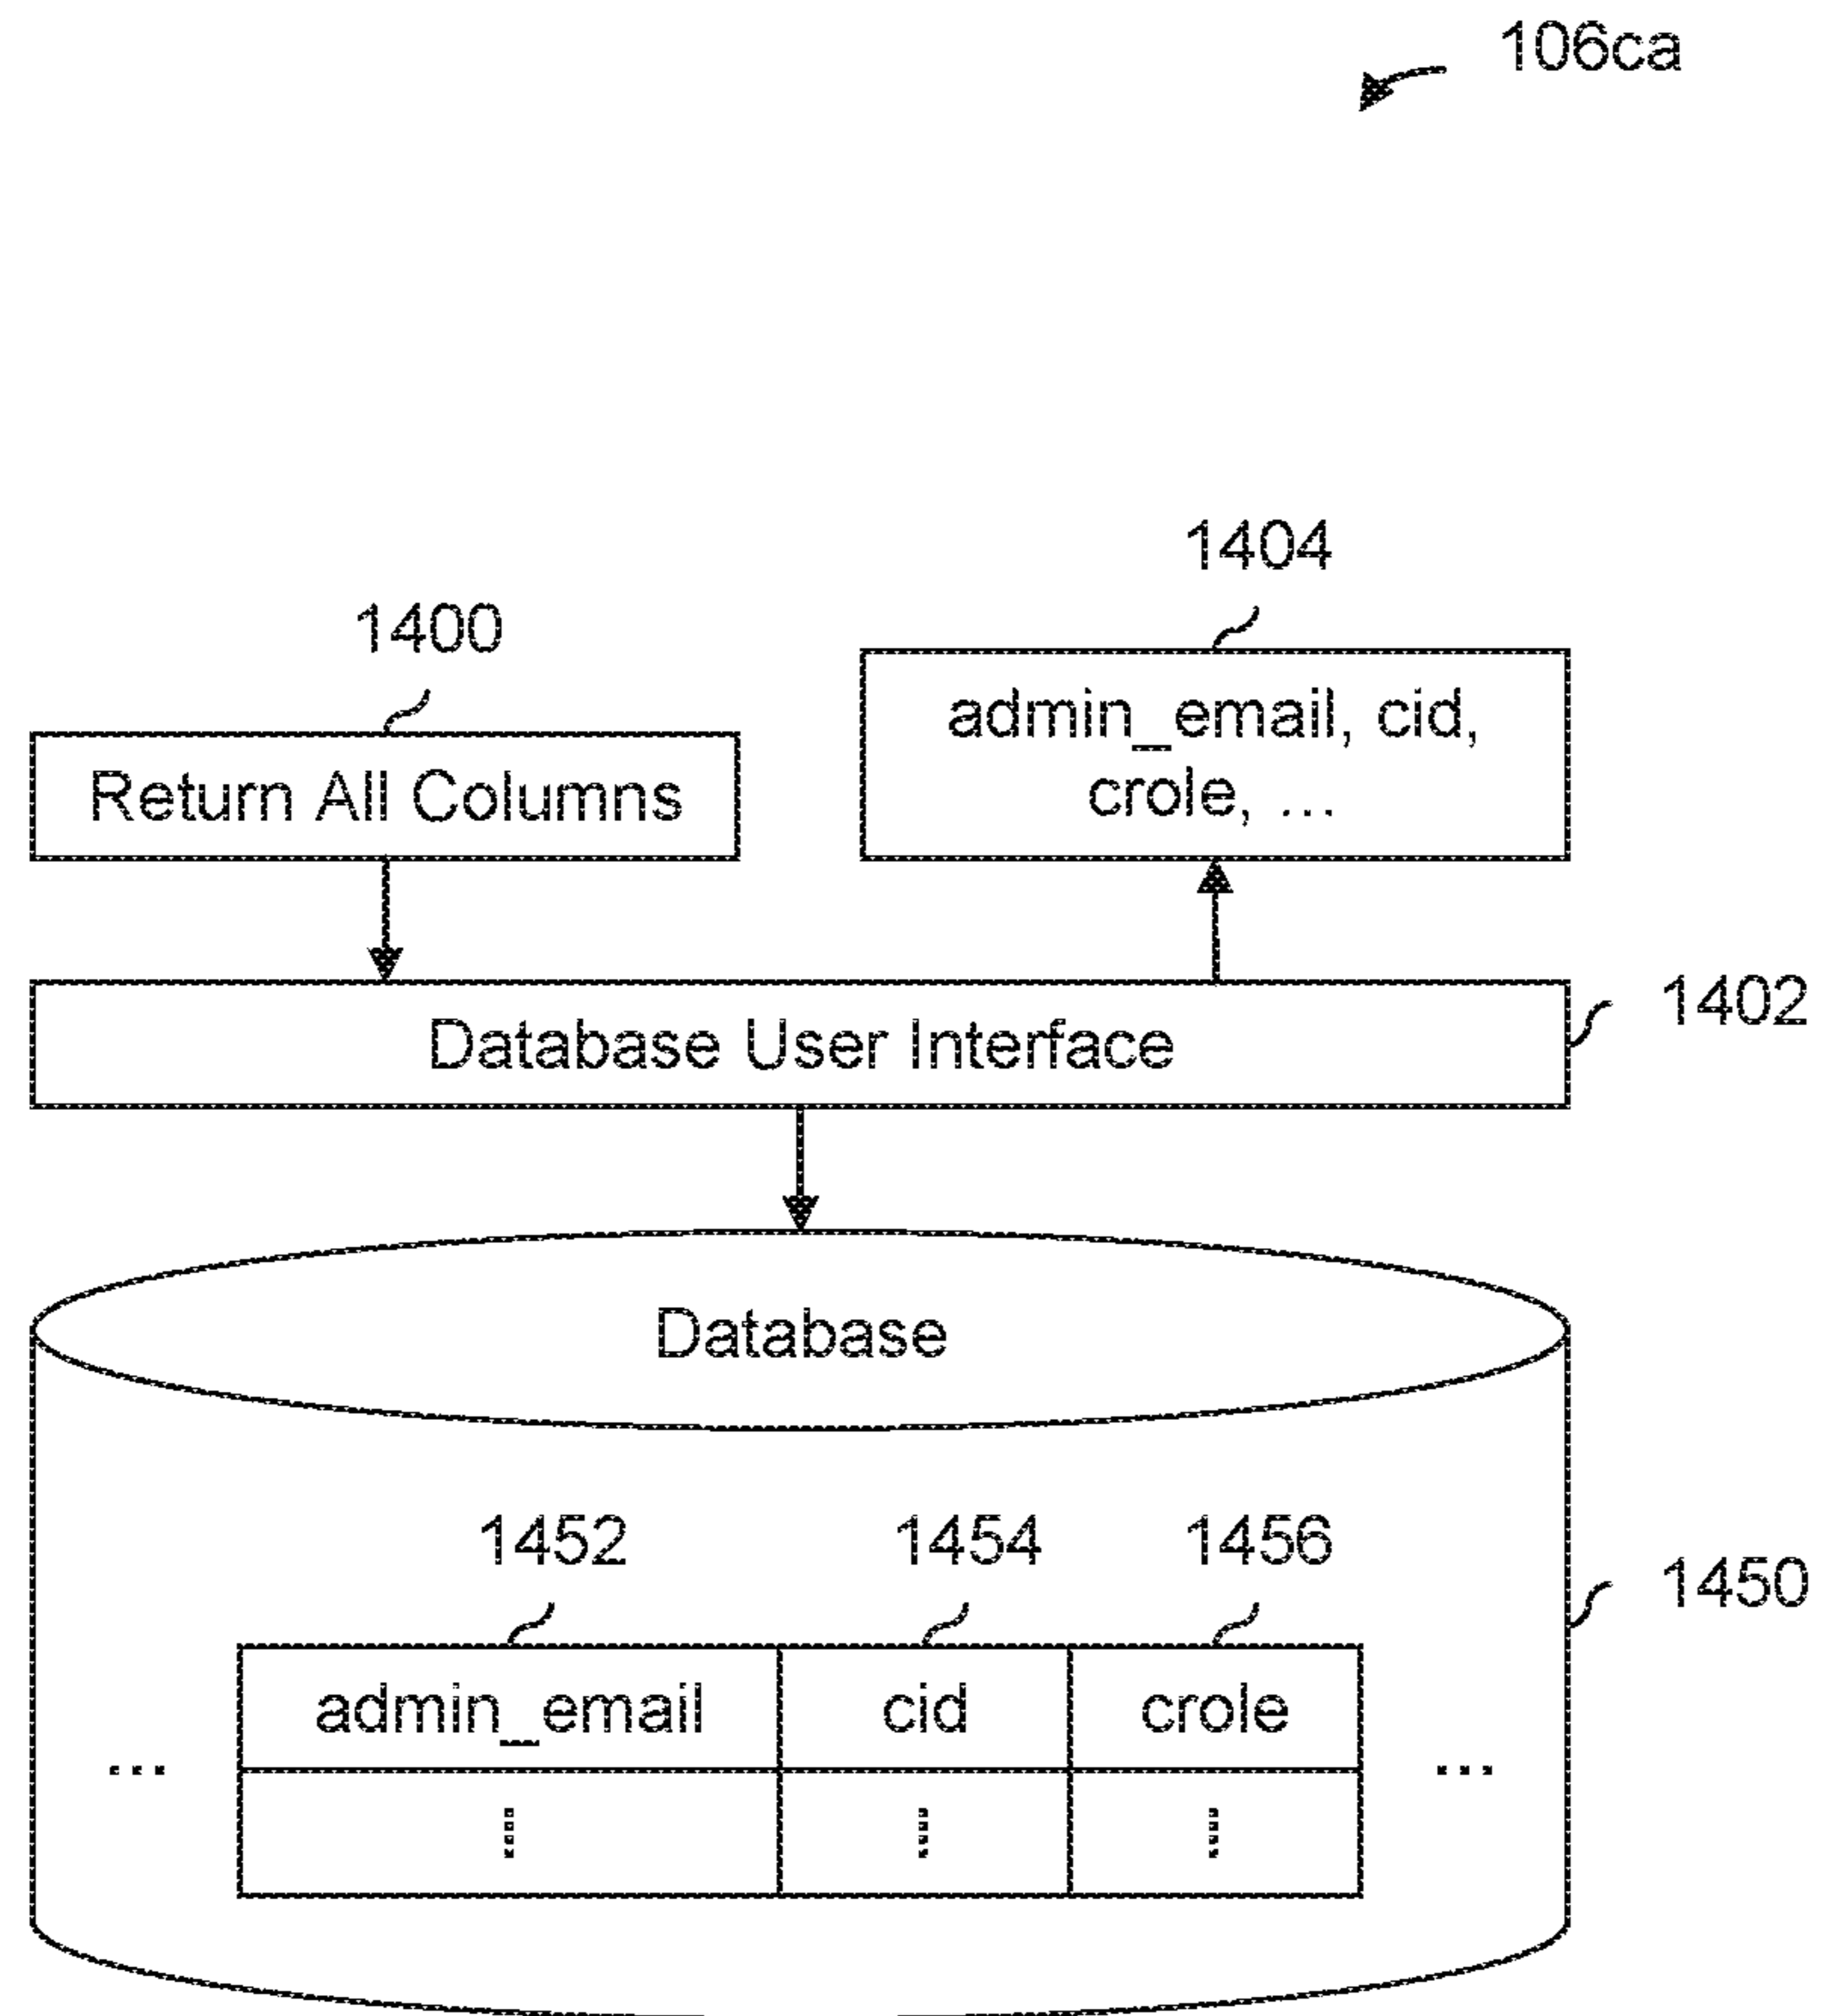 106ca
1404
1400
admin_email, cid,
crole, ...
Return All Columns
1402
Database User Interface
Database
1452 1454 1456
1450
admin_email cid crole
... ...